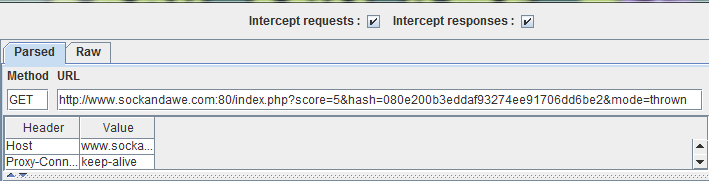 Intercept requests : Intercept responses :
Parsed Raw
Method URL
GET http://www.sockandawe.com:80/index.php?score=5&hash=080e200b3eddaf93274ee91706dd6be2&mode=thrown
Header Value
Host www.socka...
Proxy-Conn... keep-alive